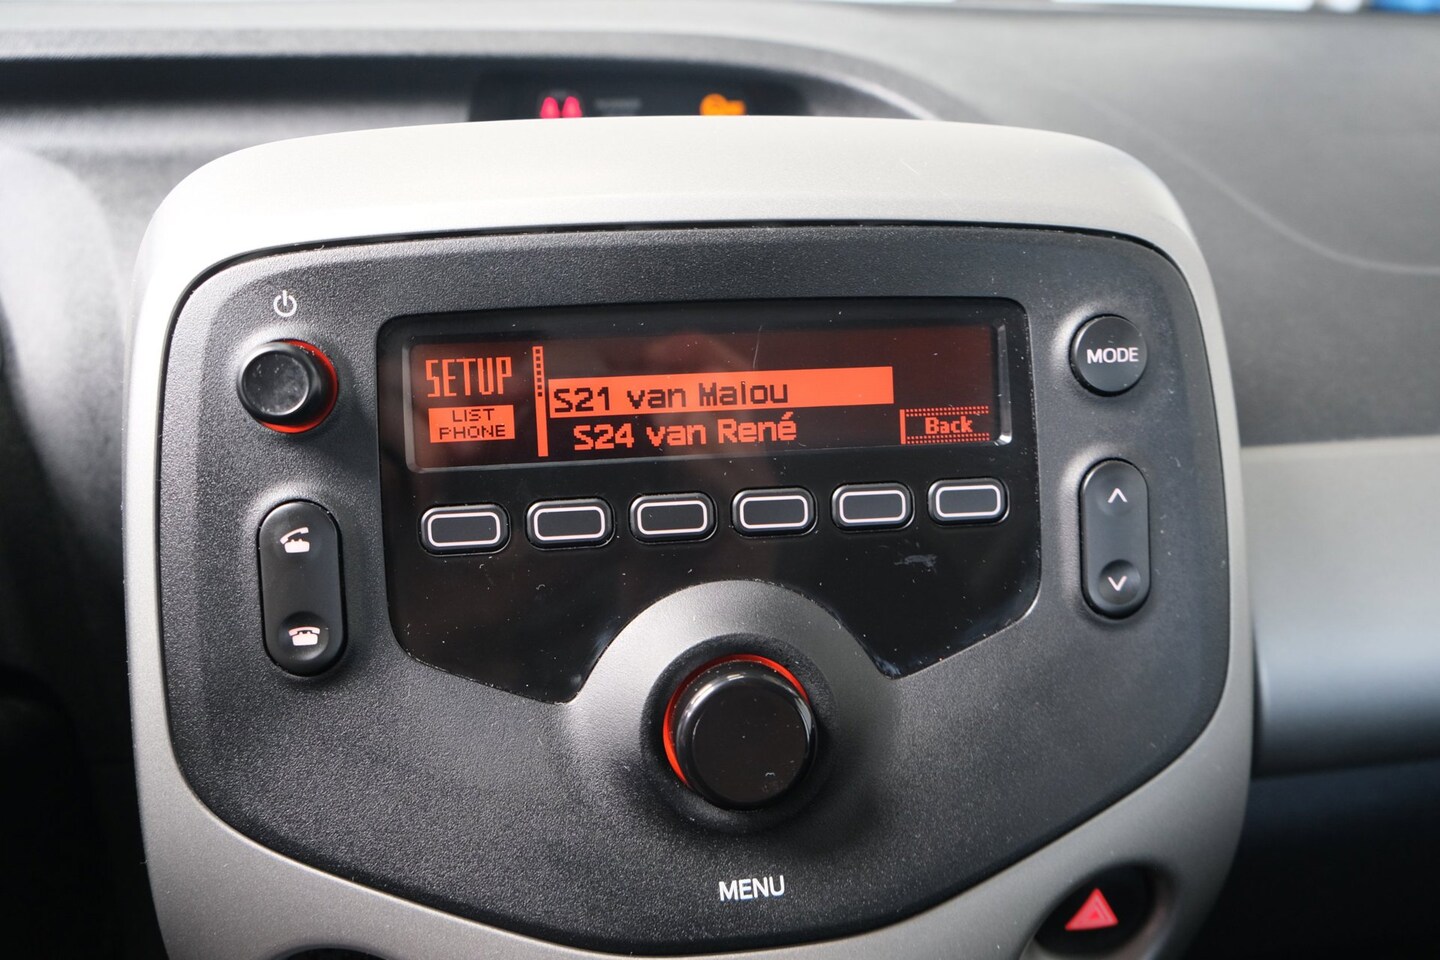 SETUP
LIST
PHONE
S21 van Malou
S24 van René
Back
MODE
MENU